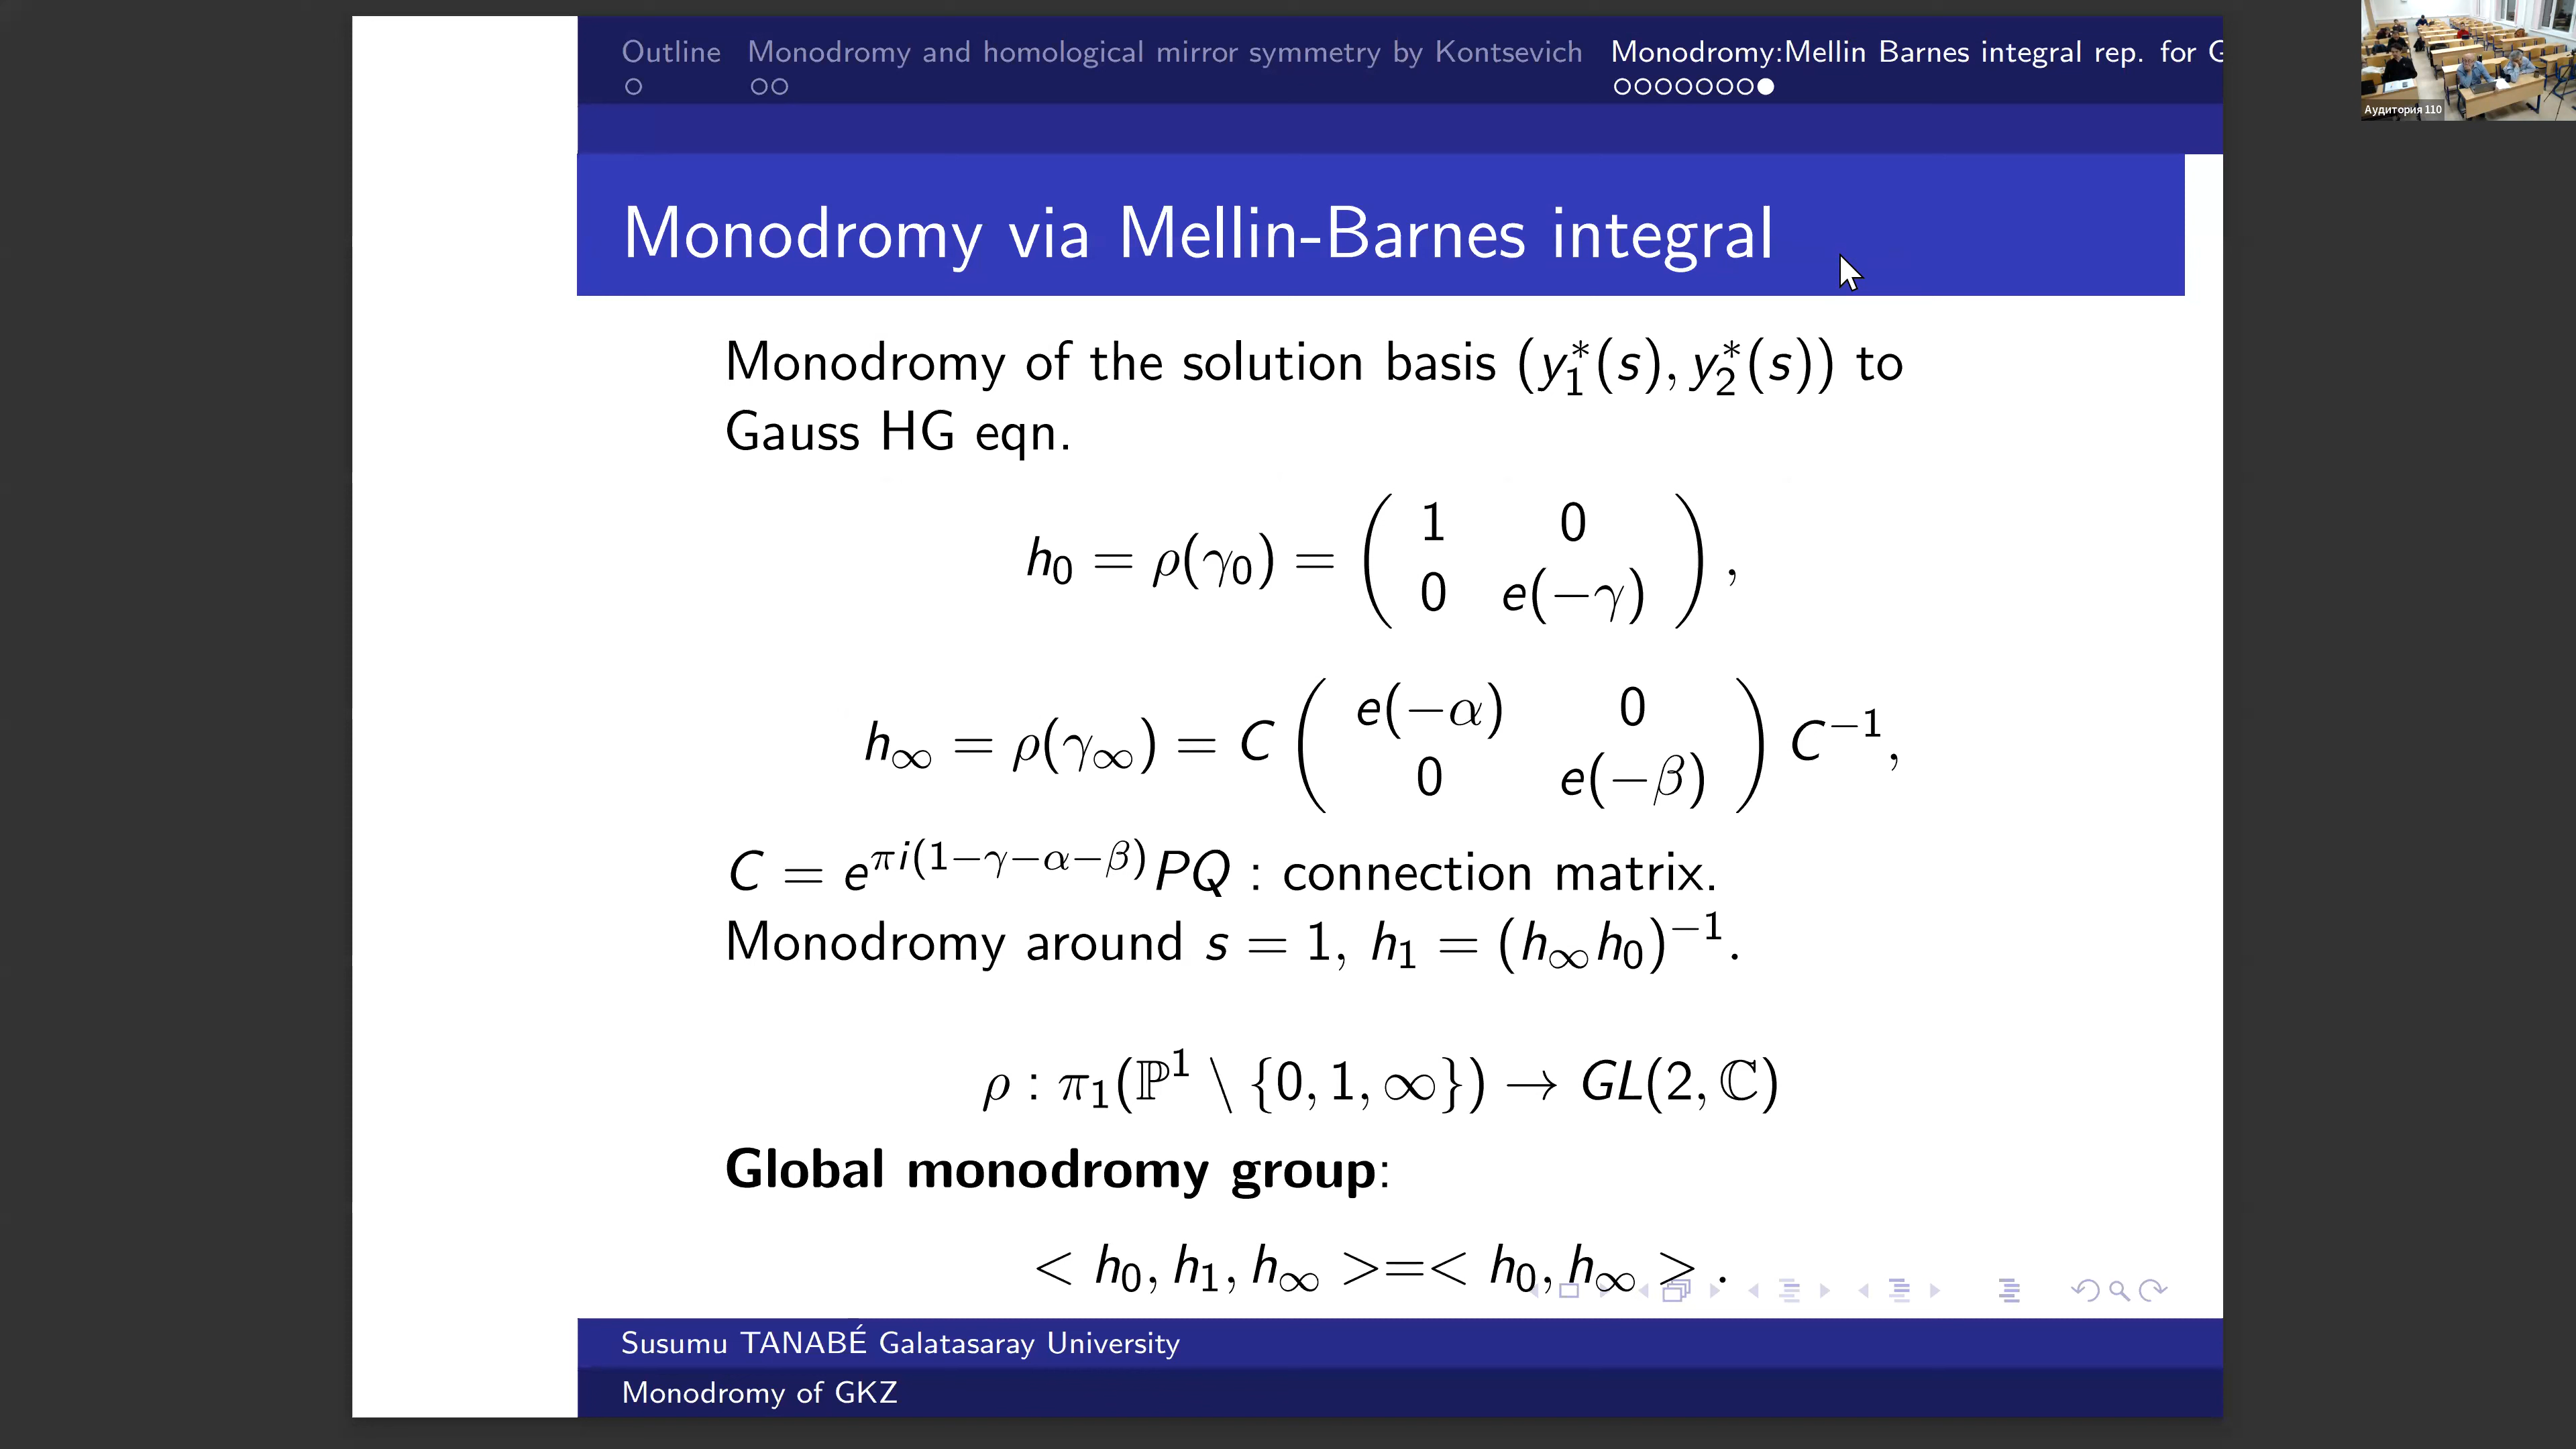 Outline Monodromy and homological mirror symmetry by Kontsevich Monodromy:Mellin Barnes integral rep. for G
Аудитория 110
Monodromy via Mellin-Barnes integral
Monodromy of the solution basis (y₁*(s), y₂*(s)) to
Gauss HG eqn.
h₀ = ρ(γ₀) = ( 1 0
0 e(−γ) ) ,
h∞ = ρ(γ∞) = C ( e(−α) 0
0 e(−β) ) C⁻¹,
C = e^{πi(1−γ−α−β)}PQ : connection matrix.
Monodromy around s = 1, h₁ = (h∞h₀)⁻¹.
ρ : π₁(ℙ¹ \ {0, 1, ∞}) → GL(2, ℂ)
Global monodromy group:
< h₀, h₁, h∞ >=< h₀, h∞ > .
Susumu TANABÉ Galatasaray University
Monodromy of GKZ